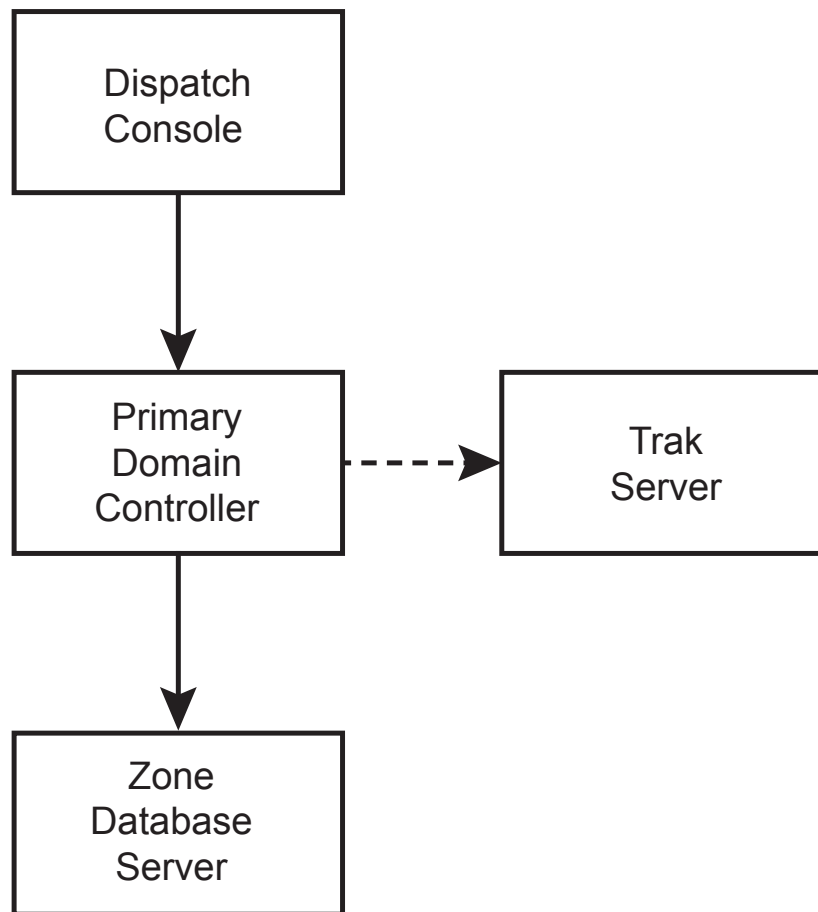 Dispatch
Console
Primary
Domain
Controller
Trak
Server
Zone
Database
Server